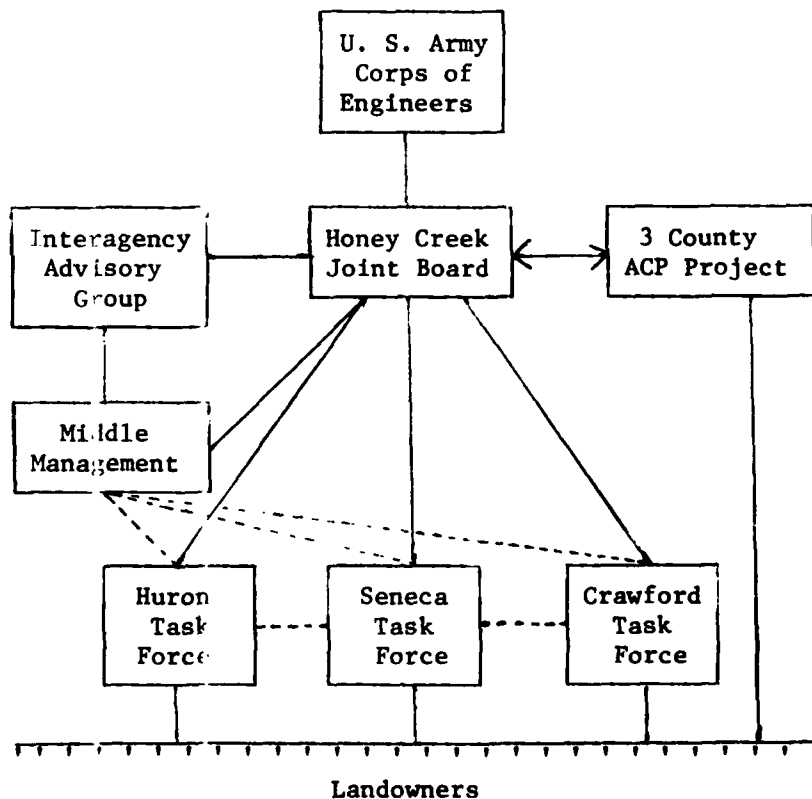 U. S. Army
Corps of
Engineers
Interagency
Advisory
Group
Honey Creek
Joint Board
3 County
ACP Project
Middle
Management
Huron
Task
Force
Seneca
Task
Force
Crawford
Task
Force
Landowners